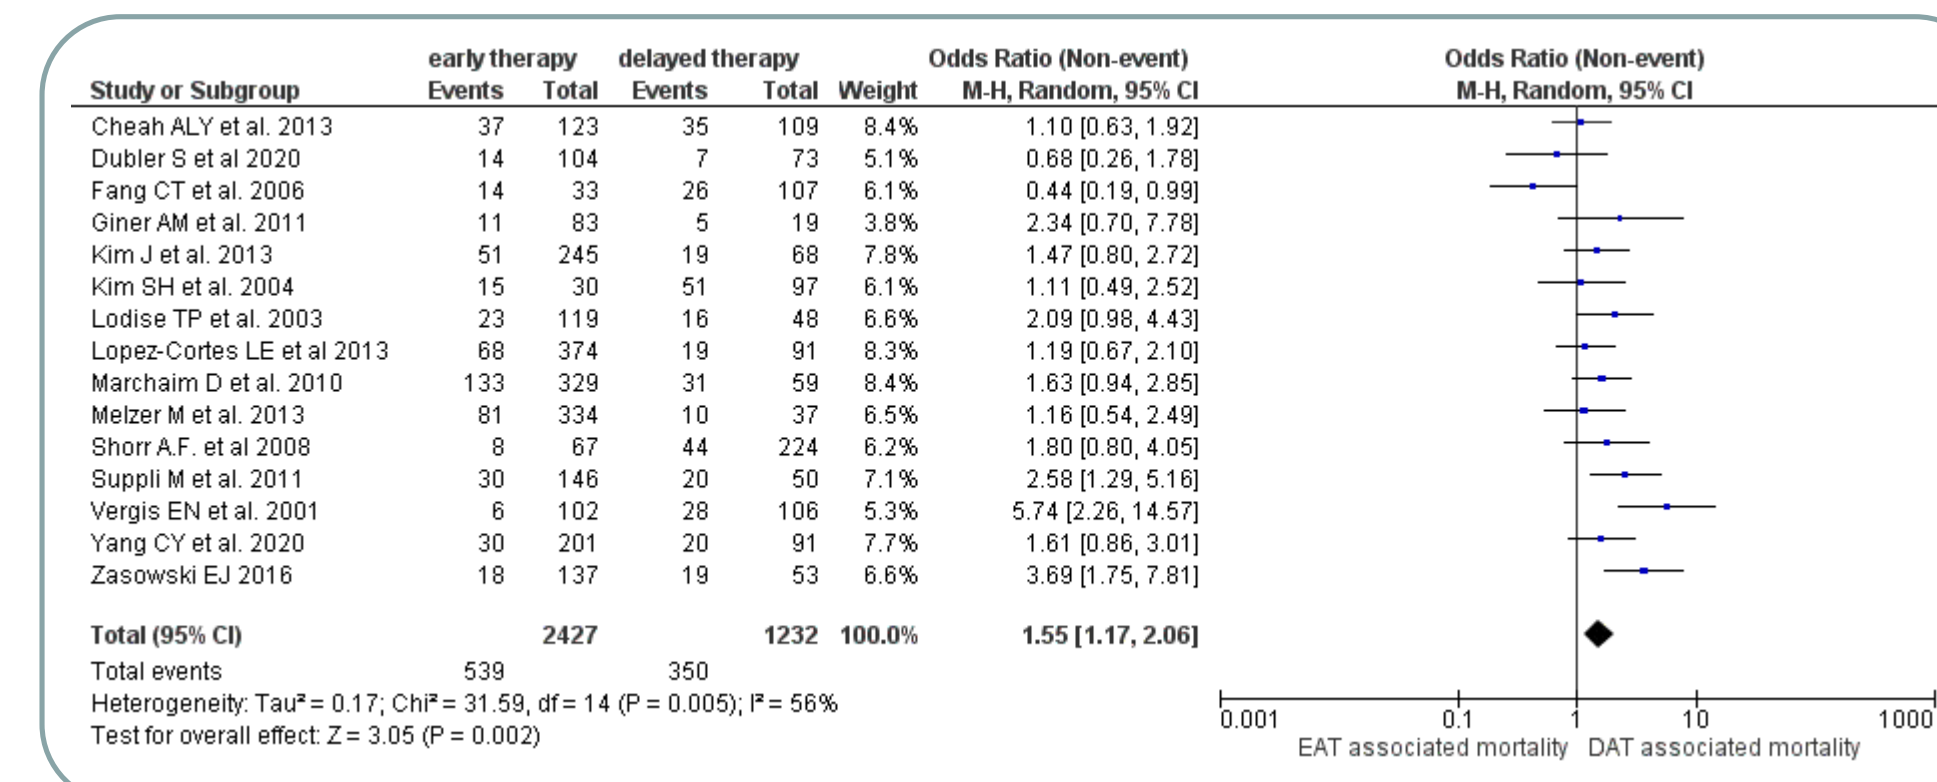 early therapy delayed therapy Odds Ratio (Non-event) Odds Ratio (Non-event)
Study or Subgroup Events Total Events Total Weight M-H, Random, 95% CI M-H, Random, 95% CI
Cheah ALY et al. 2013 37 123 35 109 8.4% 1.10 [0.63, 1.92]
Dubler S et al 2020 14 104 7 73 5.1% 0.68 [0.26, 1.78]
Fang CT et al. 2006 14 33 26 107 6.1% 0.44 [0.19, 0.99]
Giner AM et al. 2011 11 83 5 19 3.8% 2.34 [0.70, 7.78]
Kim J et al. 2013 51 245 19 68 7.8% 1.47 [0.80, 2.72]
Kim SH et al. 2004 15 30 51 97 6.1% 1.11 [0.49, 2.52]
Lodise TP et al. 2003 23 119 16 48 6.6% 2.09 [0.98, 4.43]
Lopez-Cortes LE et al 2013 68 374 19 91 8.3% 1.19 [0.67, 2.10]
Marchaim D et al. 2010 133 329 31 59 8.4% 1.63 [0.94, 2.85]
Melzer M et al. 2013 81 334 10 37 6.5% 1.16 [0.54, 2.49]
Shorr A.F. et al 2008 8 67 44 224 6.2% 1.80 [0.80, 4.05]
Suppli M et al. 2011 30 146 20 50 7.1% 2.58 [1.29, 5.16]
Vergis EN et al. 2001 6 102 28 106 5.3% 5.74 [2.26, 14.57]
Yang CY et al. 2020 30 201 20 91 7.7% 1.61 [0.86, 3.01]
Zasowski EJ 2016 18 137 19 53 6.6% 3.69 [1.75, 7.81]
Total (95% CI) 2427 1232 100.0% 1.55 [1.17, 2.06]
Total events 539 350
Heterogeneity: Tau² = 0.17; Chi² = 31.59, df = 14 (P = 0.005); I² = 56%
Test for overall effect: Z = 3.05 (P = 0.002)
0.001 0.1 1 10 1000
EAT associated mortality DAT associated mortality